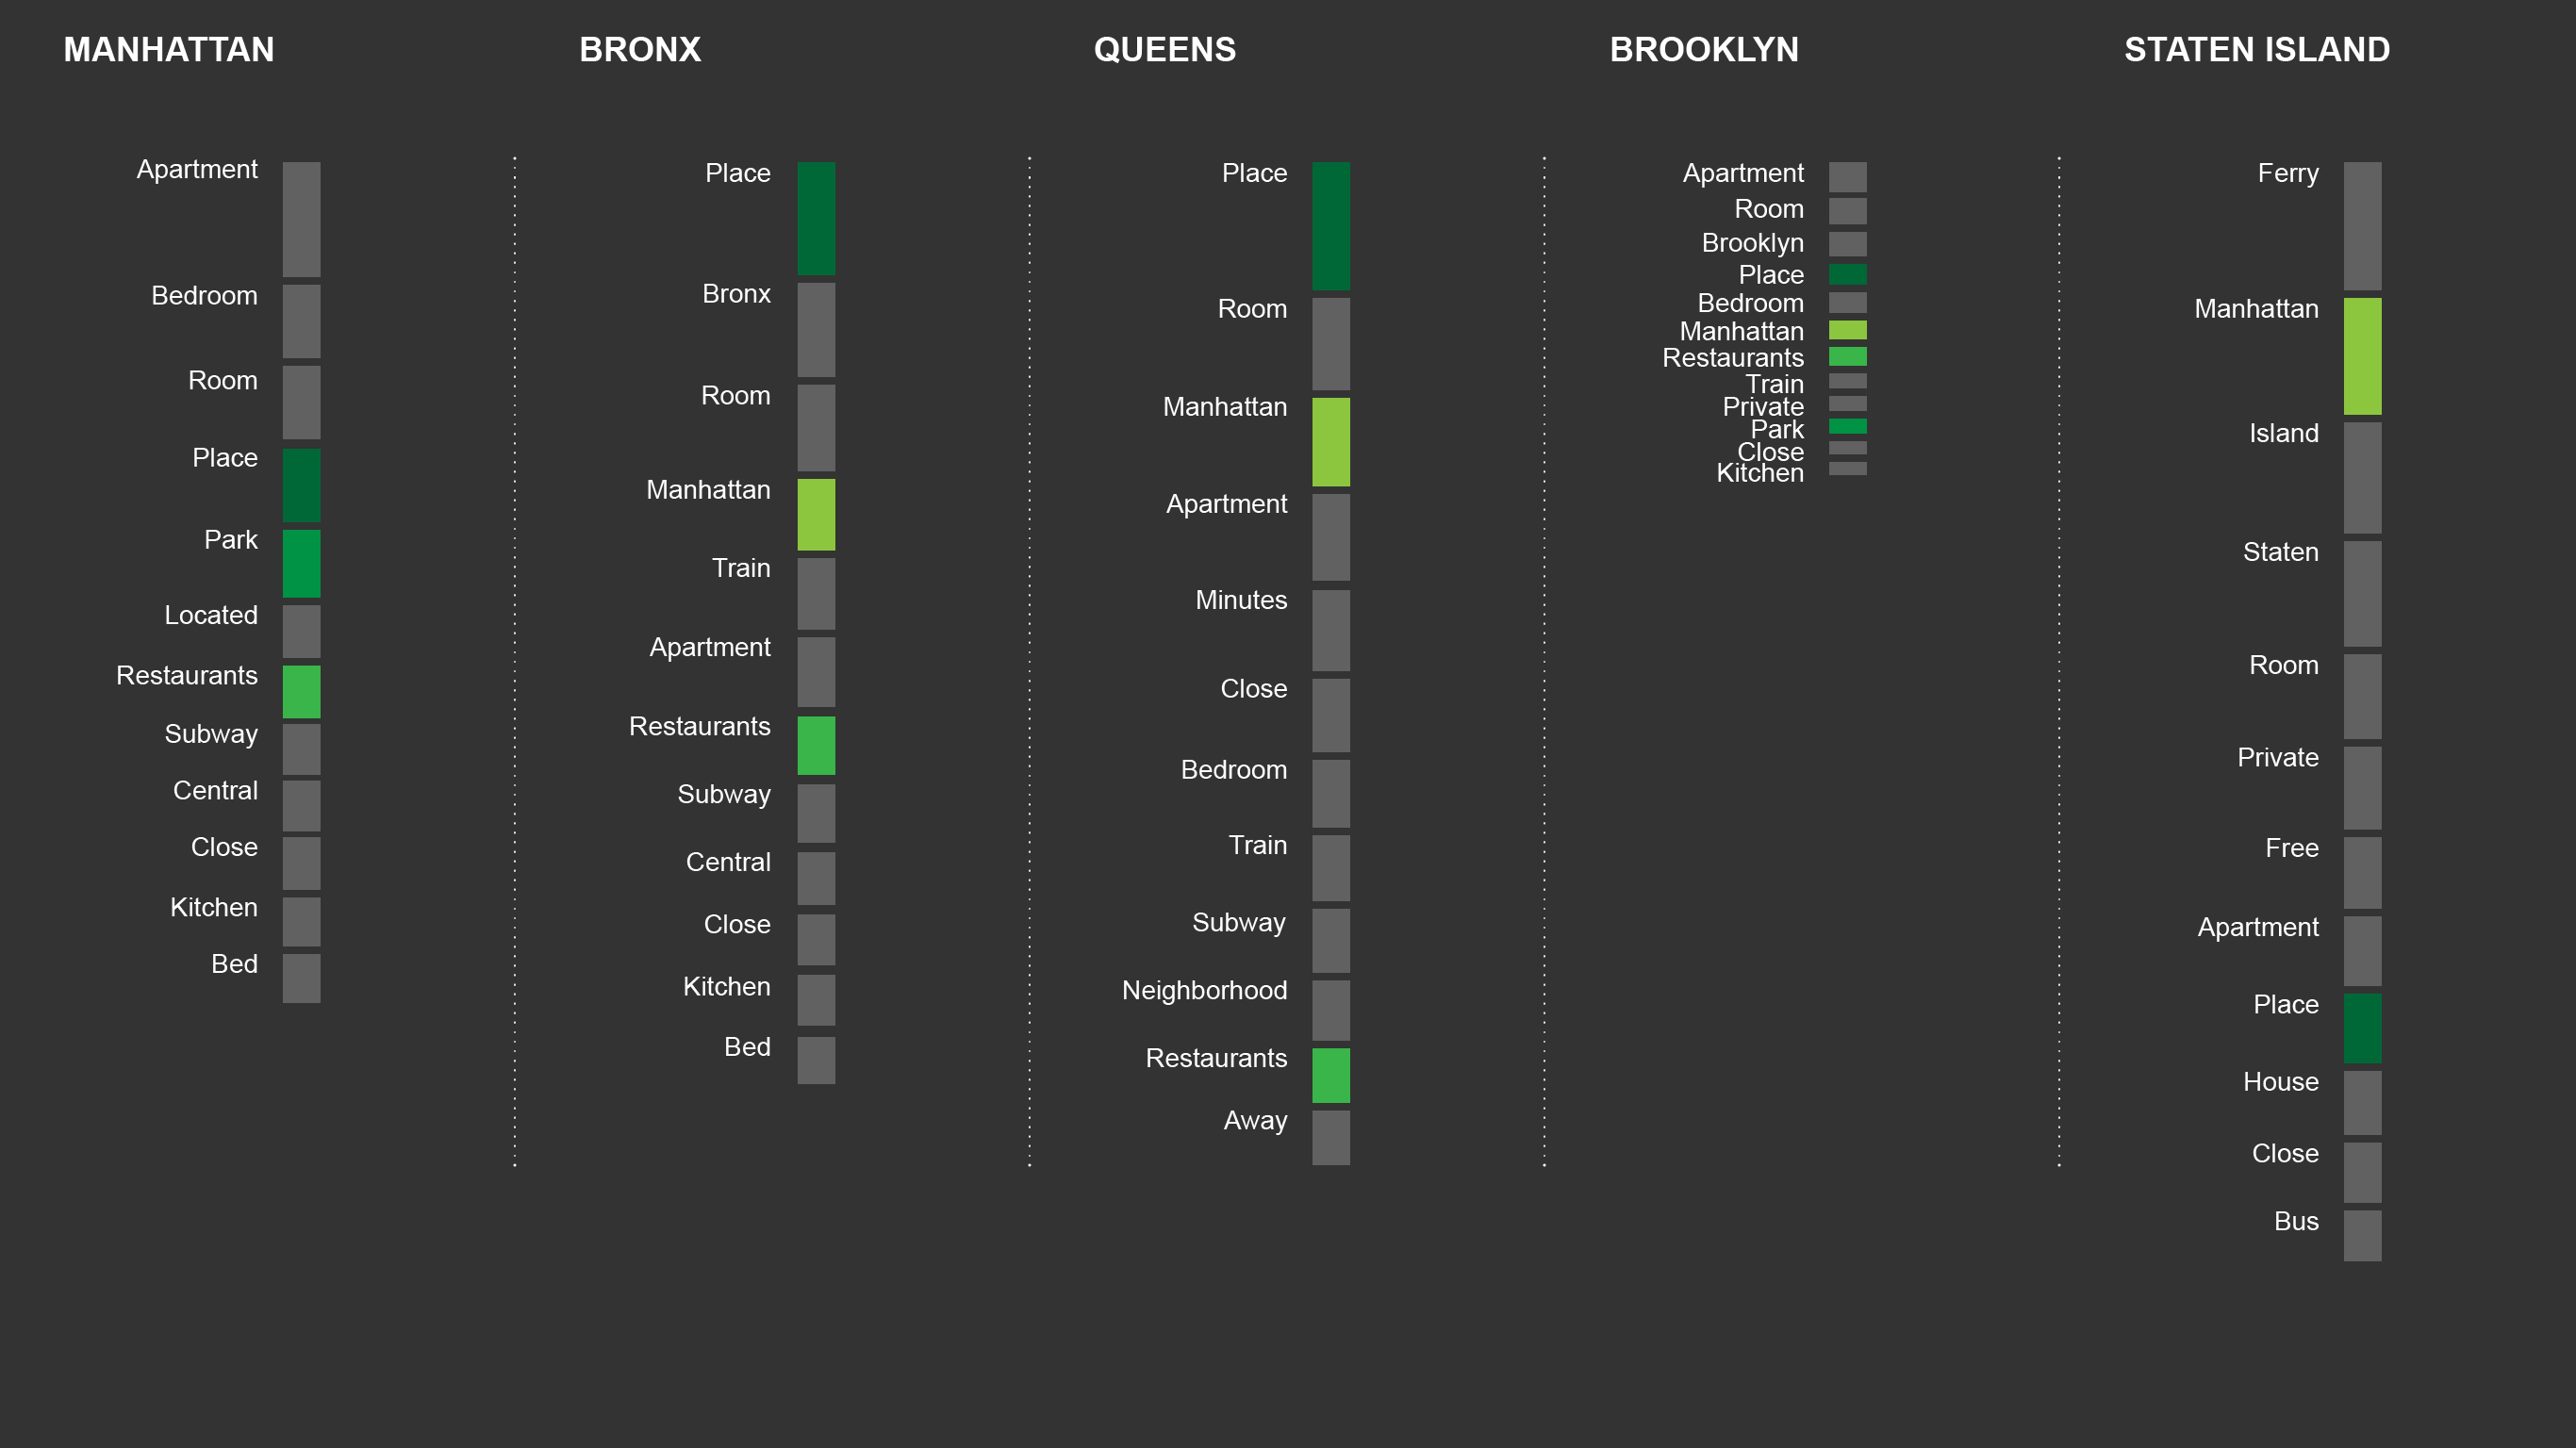 MANHATTAN
Apartment
Bedroom
Room
Place
Park
Located
Restaurants
Subway
Central
Close
Kitchen
Bed
BRONX
Place
Bronx
Room
Manhattan
Train
Apartment
Restaurants
Subway
Central
Close
Kitchen
Bed
QUEENS
Place
Room
Manhattan
Apartment
Minutes
Close
Bedroom
Train
Subway
Neighborhood
Restaurants
Away
BROOKLYN
Apartment
Room
Brooklyn
Place
Bedroom
Manhattan
Restaurants
Train
Private
Park
Close
Kitchen
STATEN ISLAND
Ferry
Manhattan
Island
Staten
Room
Private
Free
Apartment
Place
House
Close
Bus